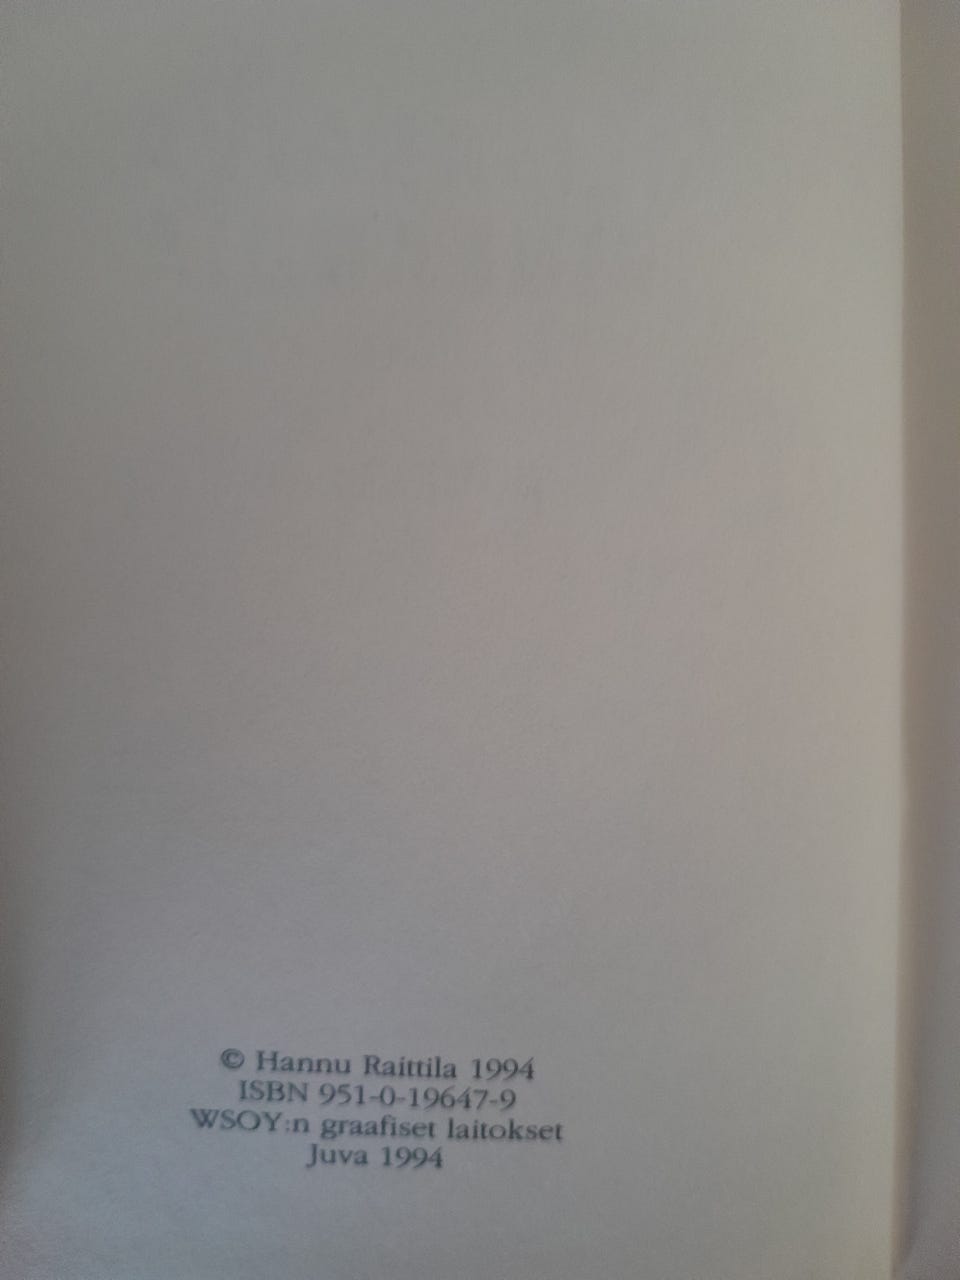 © Hannu Raittila 1994
ISBN 951-0-19647-9
WSOY:n graafiset laitokset
Juva 1994